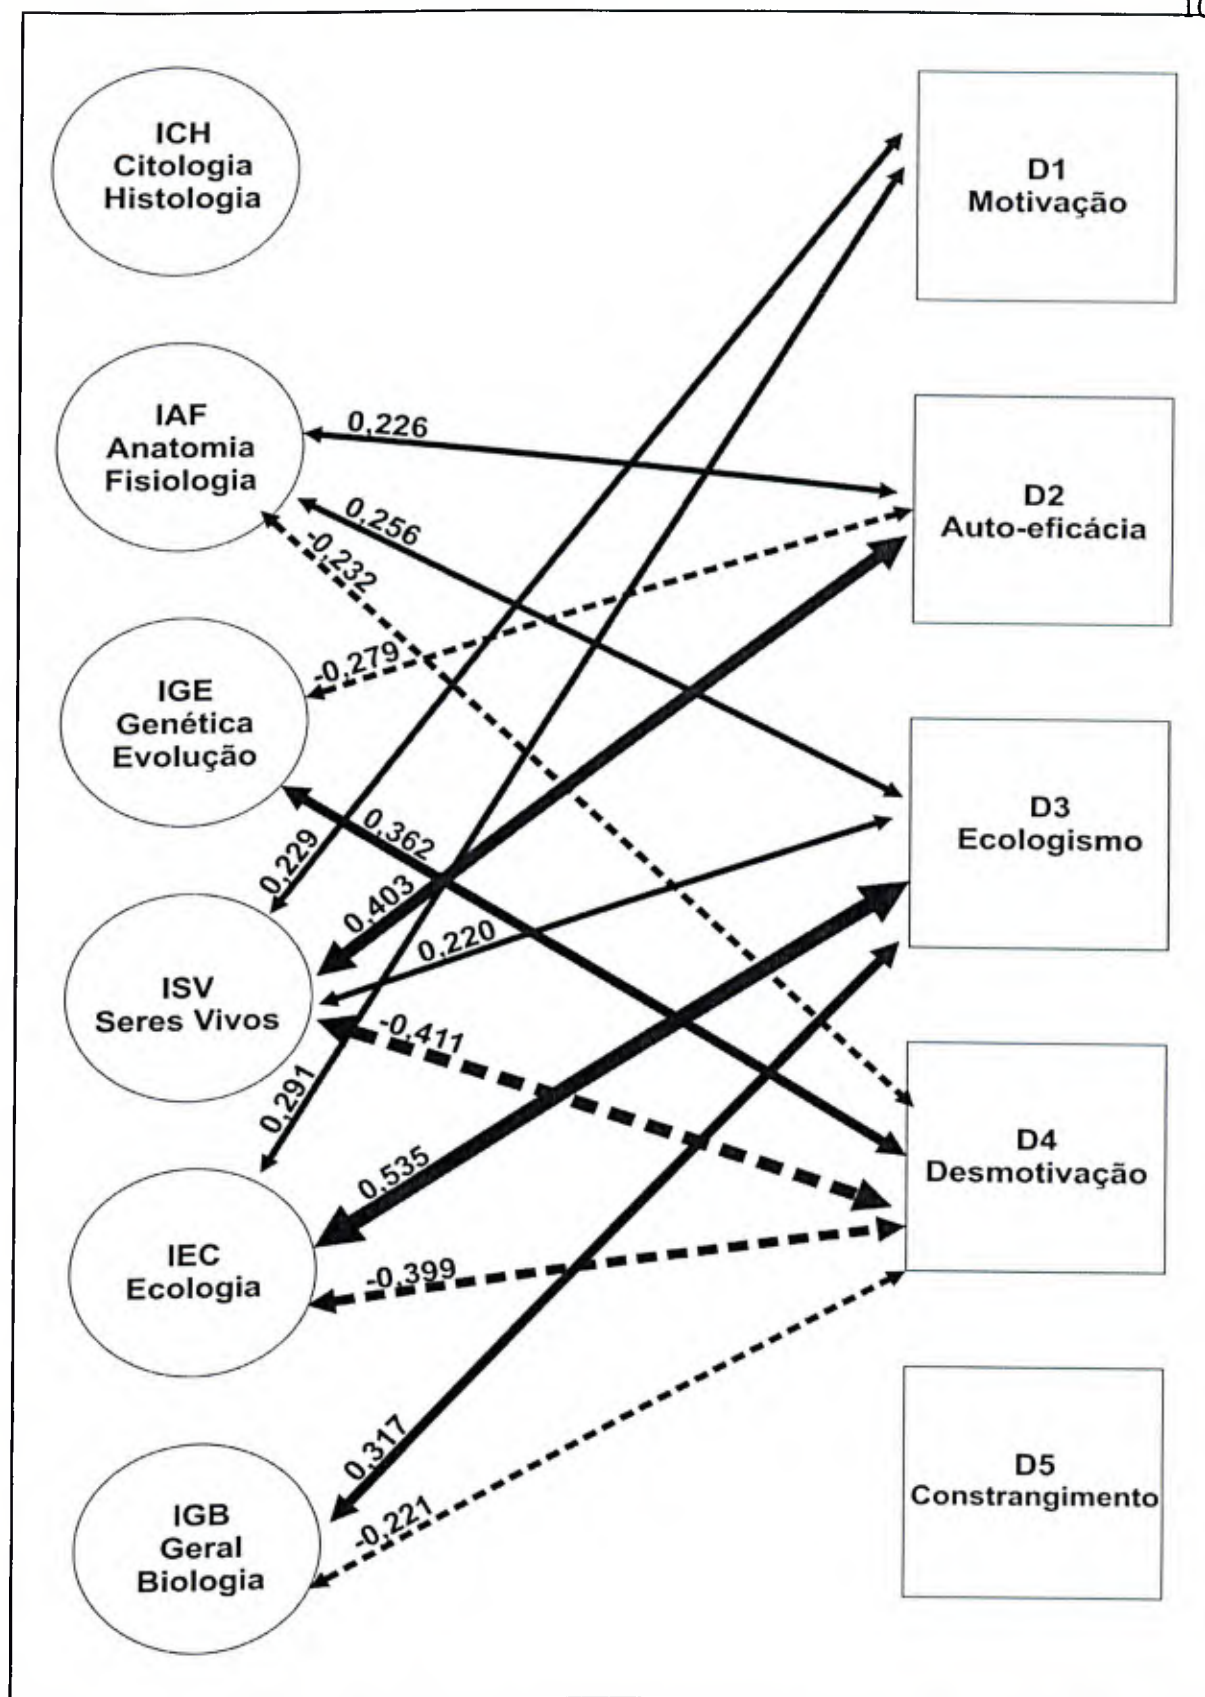 10
ICH
Citologia
Histologia
D1
Motivação
IAF
Anatomia
Fisiologia
0,226
0,256
-0,232
D2
Auto-eficácia
IGE
Genética
Evolução
-0,279
0,362
D3
Ecologismo
ISV
Seres Vivos
0,229
0,403
0,220
-0,411
D4
Desmotivação
IEC
Ecologia
0,291
0,535
-0,399
D5
Constrangimento
IGB
Geral
Biologia
0,317
-0,221